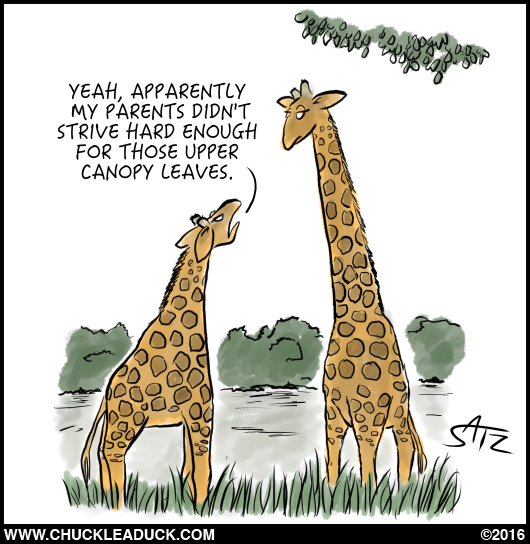 YEAH, APPARENTLY
MY PARENTS DIDN'T
STRIVE HARD ENOUGH
FOR THOSE UPPER
CANOPY LEAVES.
SATZ
WWW.CHUCKLEADUCK.COM ©2016